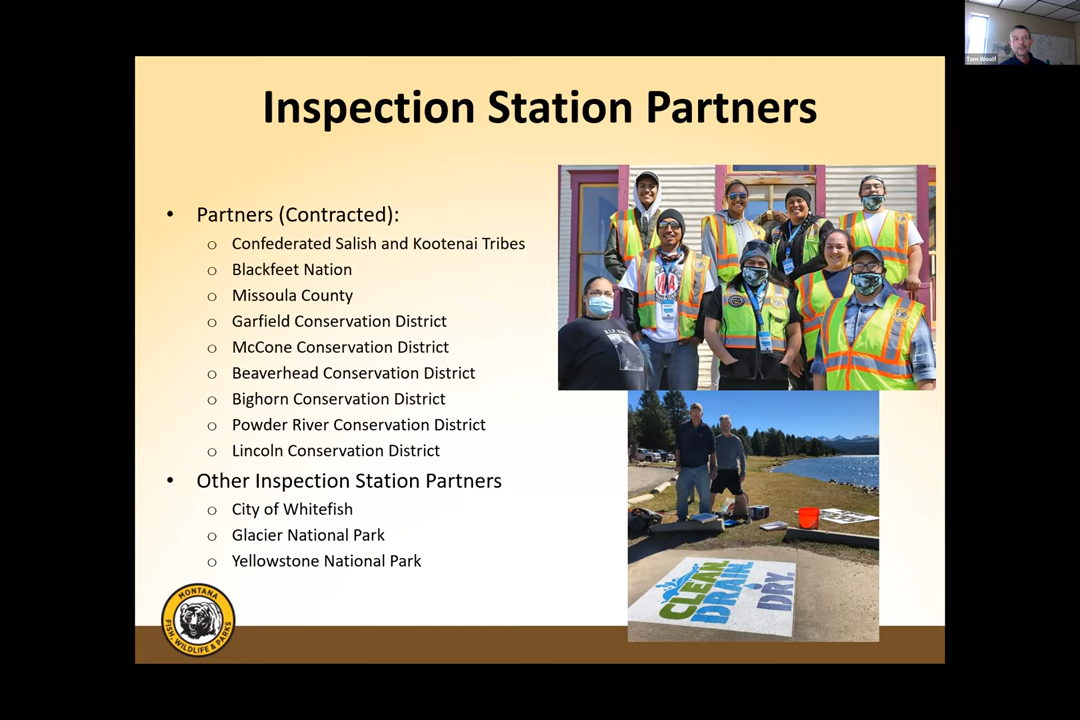 Inspection Station Partners
• Partners (Contracted):
o Confederated Salish and Kootenai Tribes
o Blackfeet Nation
o Missoula County
o Garfield Conservation District
o McCone Conservation District
o Beaverhead Conservation District
o Bighorn Conservation District
o Powder River Conservation District
o Lincoln Conservation District
• Other Inspection Station Partners
o City of Whitefish
o Glacier National Park
o Yellowstone National Park
MONTANA
FISH, WILDLIFE & PARKS
CLEAN.
DRAIN.
DRY.
Tom Woolf